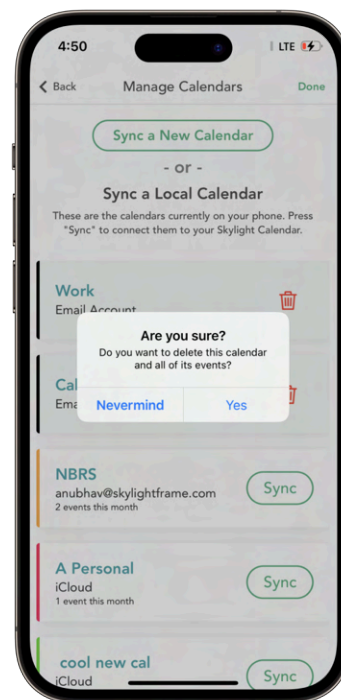 4:50
LTE
Back
Manage Calendars
Done
Sync a New Calendar
- or -
Sync a Local Calendar
These are the calendars currently on your phone. Press
"Sync" to connect them to your Skylight Calendar.
Work
Email Account
Are you sure?
Do you want to delete this calendar
and all of its events?
Cal
Ema
Nevermind
Yes
NBRS
anubhav@skylightframe.com
2 events this month
Sync
A Personal
iCloud
1 event this month
Sync
cool new cal
iCloud
Sync